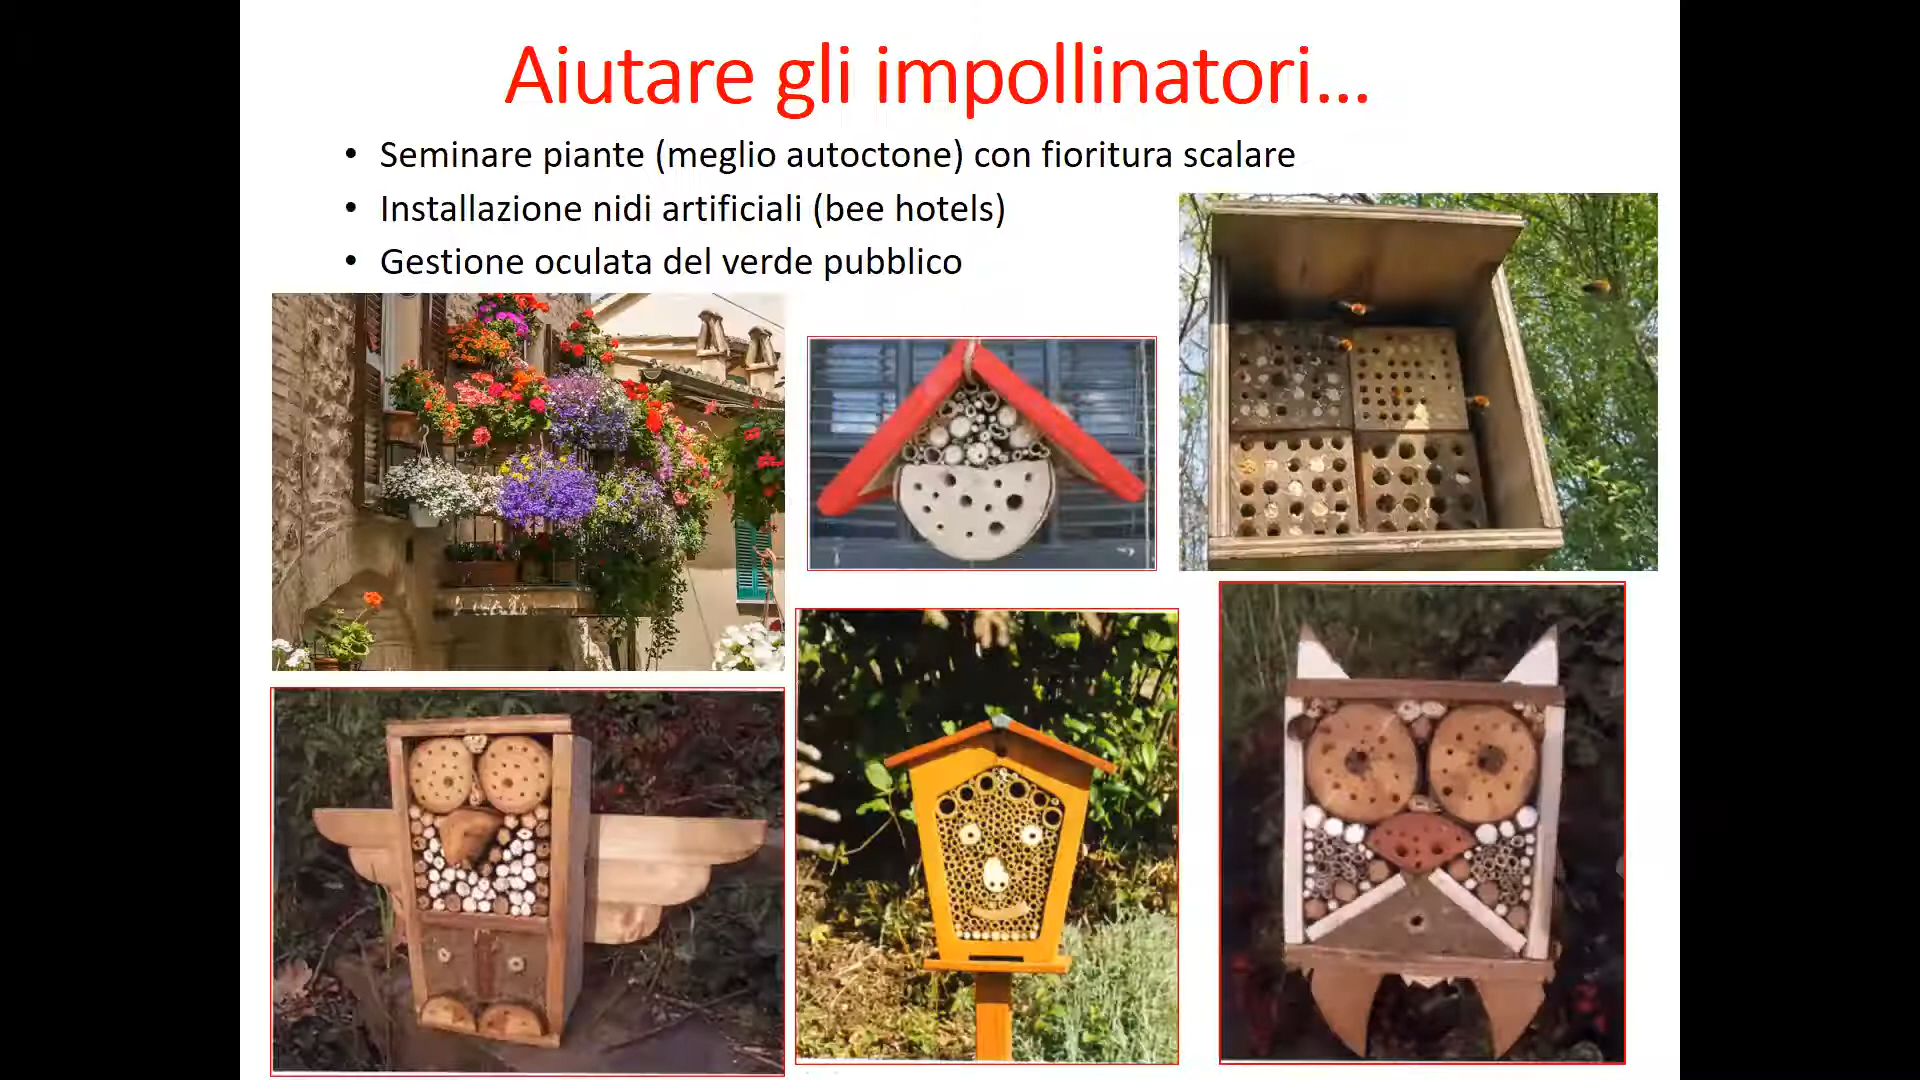 Aiutare gli impollinatori...
• Seminare piante (meglio autoctone) con fioritura scalare
• Installazione nidi artificiali (bee hotels)
• Gestione oculata del verde pubblico